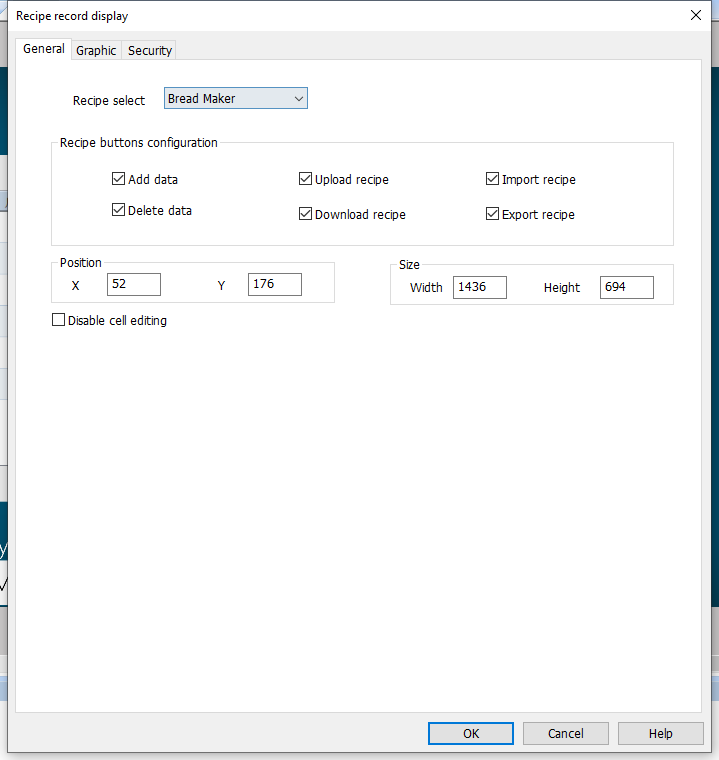 Recipe record display
General Graphic Security
Recipe select Bread Maker
Recipe buttons configuration
Add data Upload recipe Import recipe
Delete data Download recipe Export recipe
Position Size
X 52 Y 176 Width 1436 Height 694
Disable cell editing
OK Cancel Help